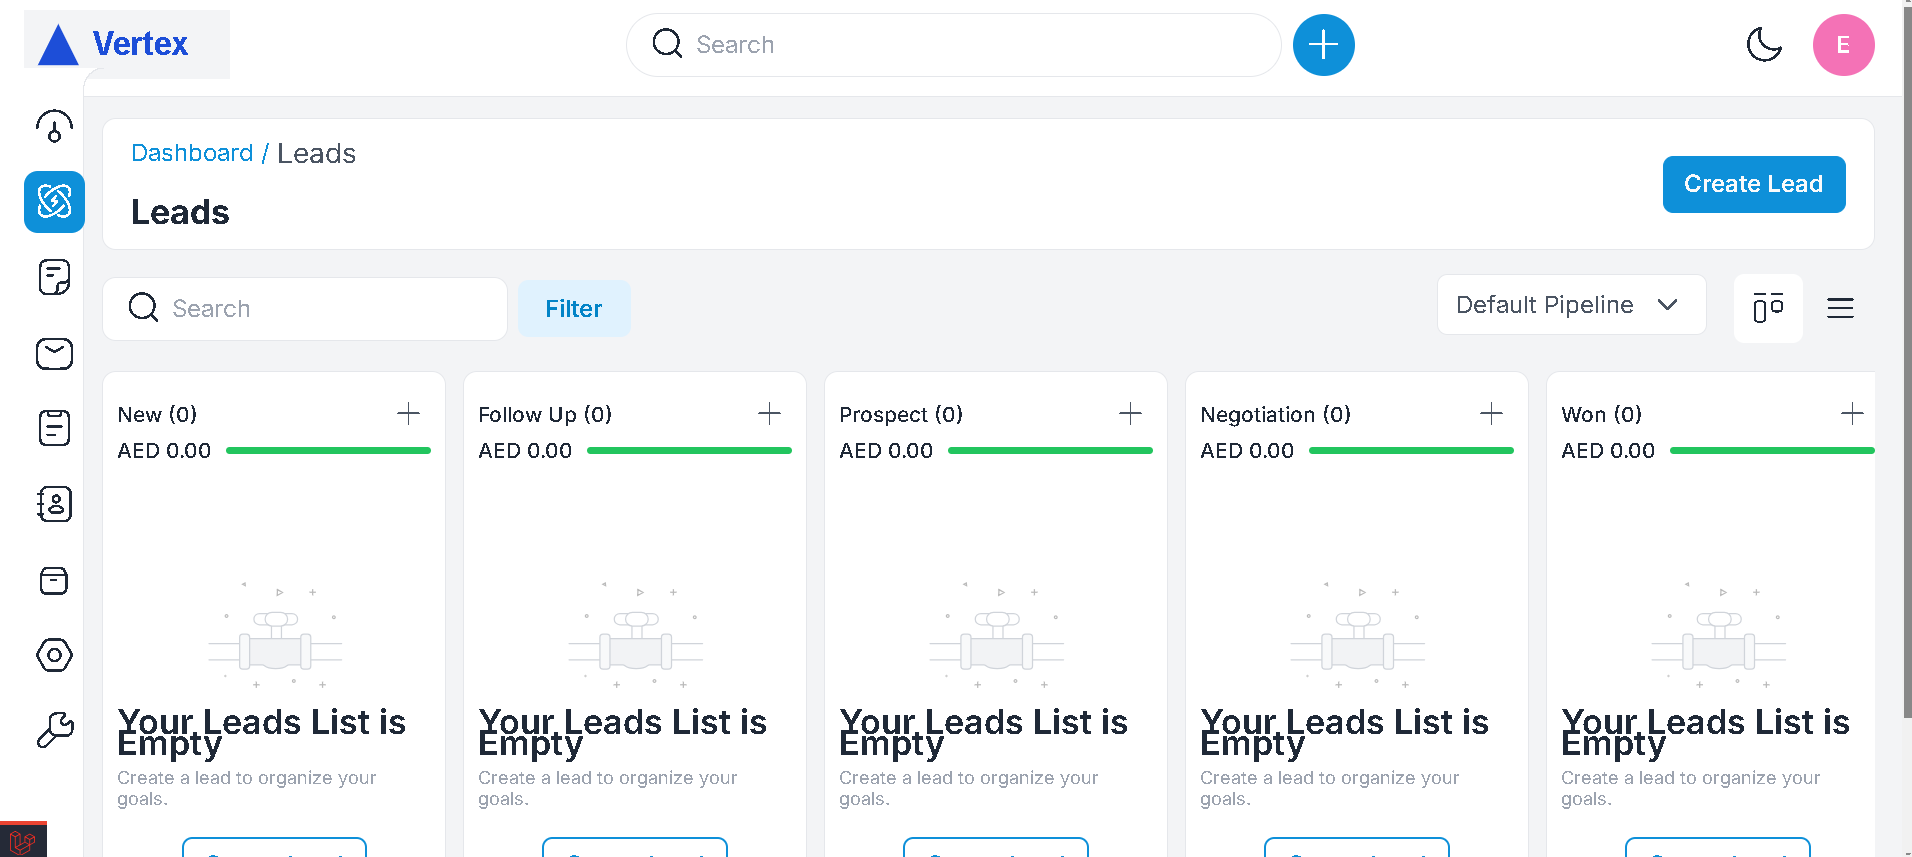 Vertex
Search
E
Dashboard / Leads
Leads
Create Lead
Search
Filter
Default Pipeline
New (0)
AED 0.00
Your Leads List is
Empty
Create a lead to organize your
goals.
Follow Up (0)
AED 0.00
Your Leads List is
Empty
Create a lead to organize your
goals.
Prospect (0)
AED 0.00
Your Leads List is
Empty
Create a lead to organize your
goals.
Negotiation (0)
AED 0.00
Your Leads List is
Empty
Create a lead to organize your
goals.
Won (0)
AED 0.00
Your Leads List is
Empty
Create a lead to organize your
goals.